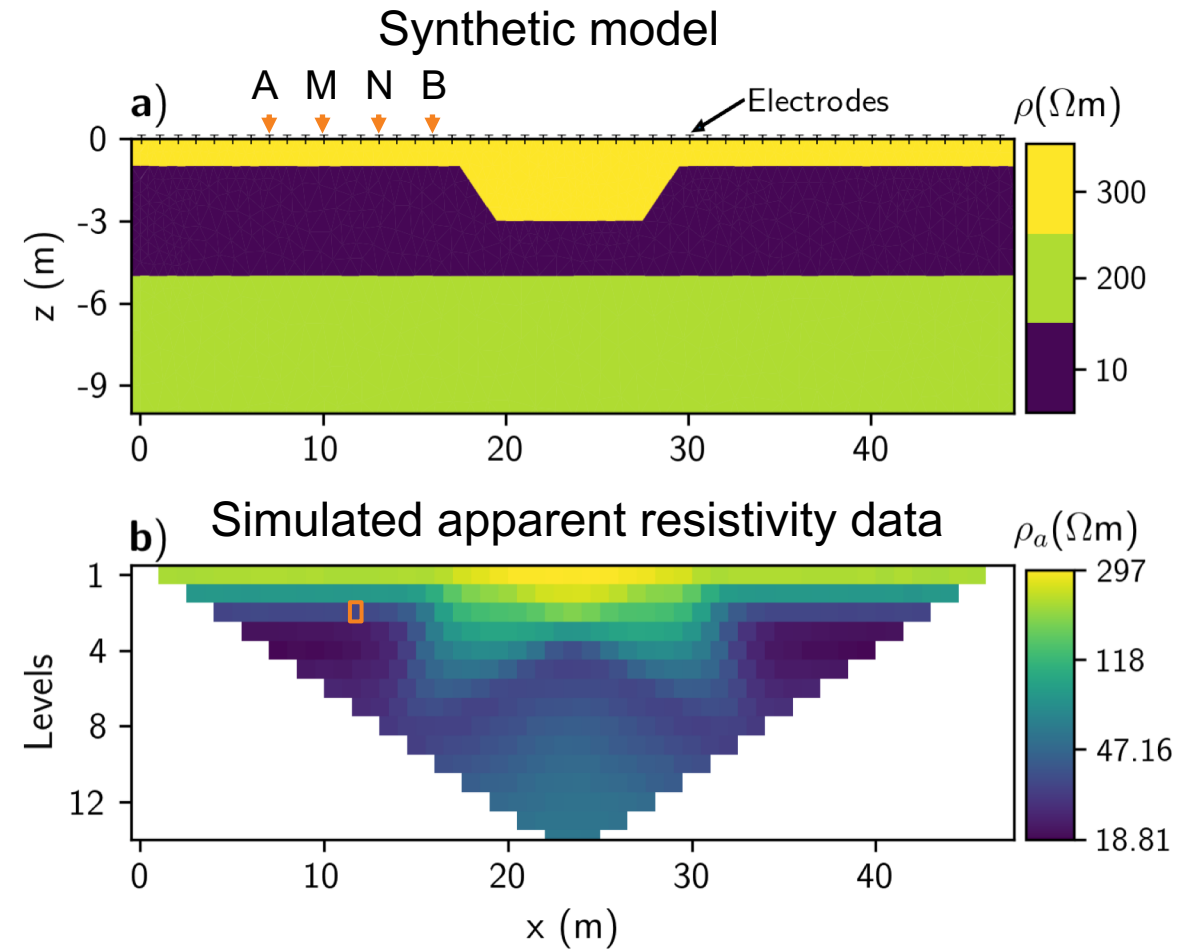 Synthetic model
A M N B
a)
Electrodes
ρ(Ωm)
0
-3
-6
-9
z (m)
300
200
10
0 10 20 30 40
b) Simulated apparent resistivity data
ρₐ(Ωm)
1
4
8
12
Levels
297
118
47.16
18.81
0 10 20 30 40
x (m)